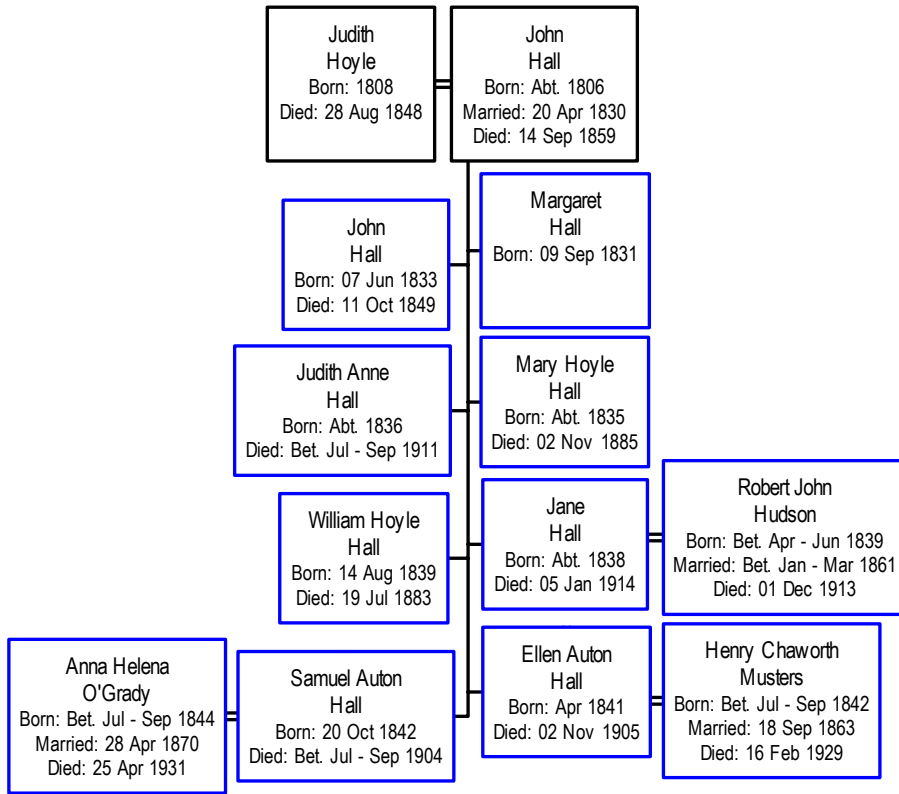 Judith
Hoyle
Born: 1808
Died: 28 Aug 1848
John
Hall
Born: Abt. 1806
Married: 20 Apr 1830
Died: 14 Sep 1859
Margaret
Hall
Born: 09 Sep 1831
John
Hall
Born: 07 Jun 1833
Died: 11 Oct 1849
Mary Hoyle
Hall
Born: Abt. 1835
Died: 02 Nov 1885
Judith Anne
Hall
Born: Abt. 1836
Died: Bet. Jul - Sep 1911
Jane
Hall
Born: Abt. 1838
Died: 05 Jan 1914
Robert John
Hudson
Born: Bet. Apr - Jun 1839
Married: Bet. Jan - Mar 1861
Died: 01 Dec 1913
William Hoyle
Hall
Born: 14 Aug 1839
Died: 19 Jul 1883
Ellen Auton
Hall
Born: Apr 1841
Died: 02 Nov 1905
Henry Chaworth
Musters
Born: Bet. Jul - Sep 1842
Married: 18 Sep 1863
Died: 16 Feb 1929
Anna Helena
O'Grady
Born: Bet. Jul - Sep 1844
Married: 28 Apr 1870
Died: 25 Apr 1931
Samuel Auton
Hall
Born: 20 Oct 1842
Died: Bet. Jul - Sep 1904